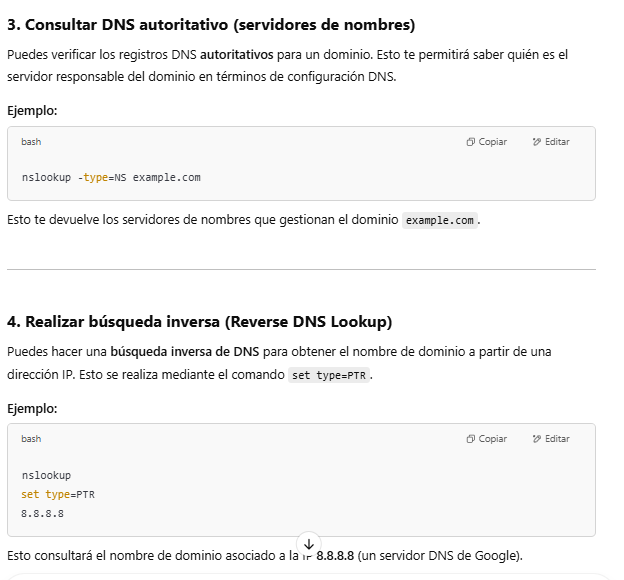 3. Consultar DNS autoritativo (servidores de nombres)
Puedes verificar los registros DNS autoritativos para un dominio. Esto te permitirá saber quién es el
servidor responsable del dominio en términos de configuración DNS.
Ejemplo:
bash
Copiar
Editar
nslookup -type=NS example.com
Esto te devuelve los servidores de nombres que gestionan el dominio example.com.
4. Realizar búsqueda inversa (Reverse DNS Lookup)
Puedes hacer una búsqueda inversa de DNS para obtener el nombre de dominio a partir de una
dirección IP. Esto se realiza mediante el comando set type=PTR.
Ejemplo:
bash
Copiar
Editar
nslookup
set type=PTR
8.8.8.8
Esto consultará el nombre de dominio asociado a la 8.8.8.8 (un servidor DNS de Google).